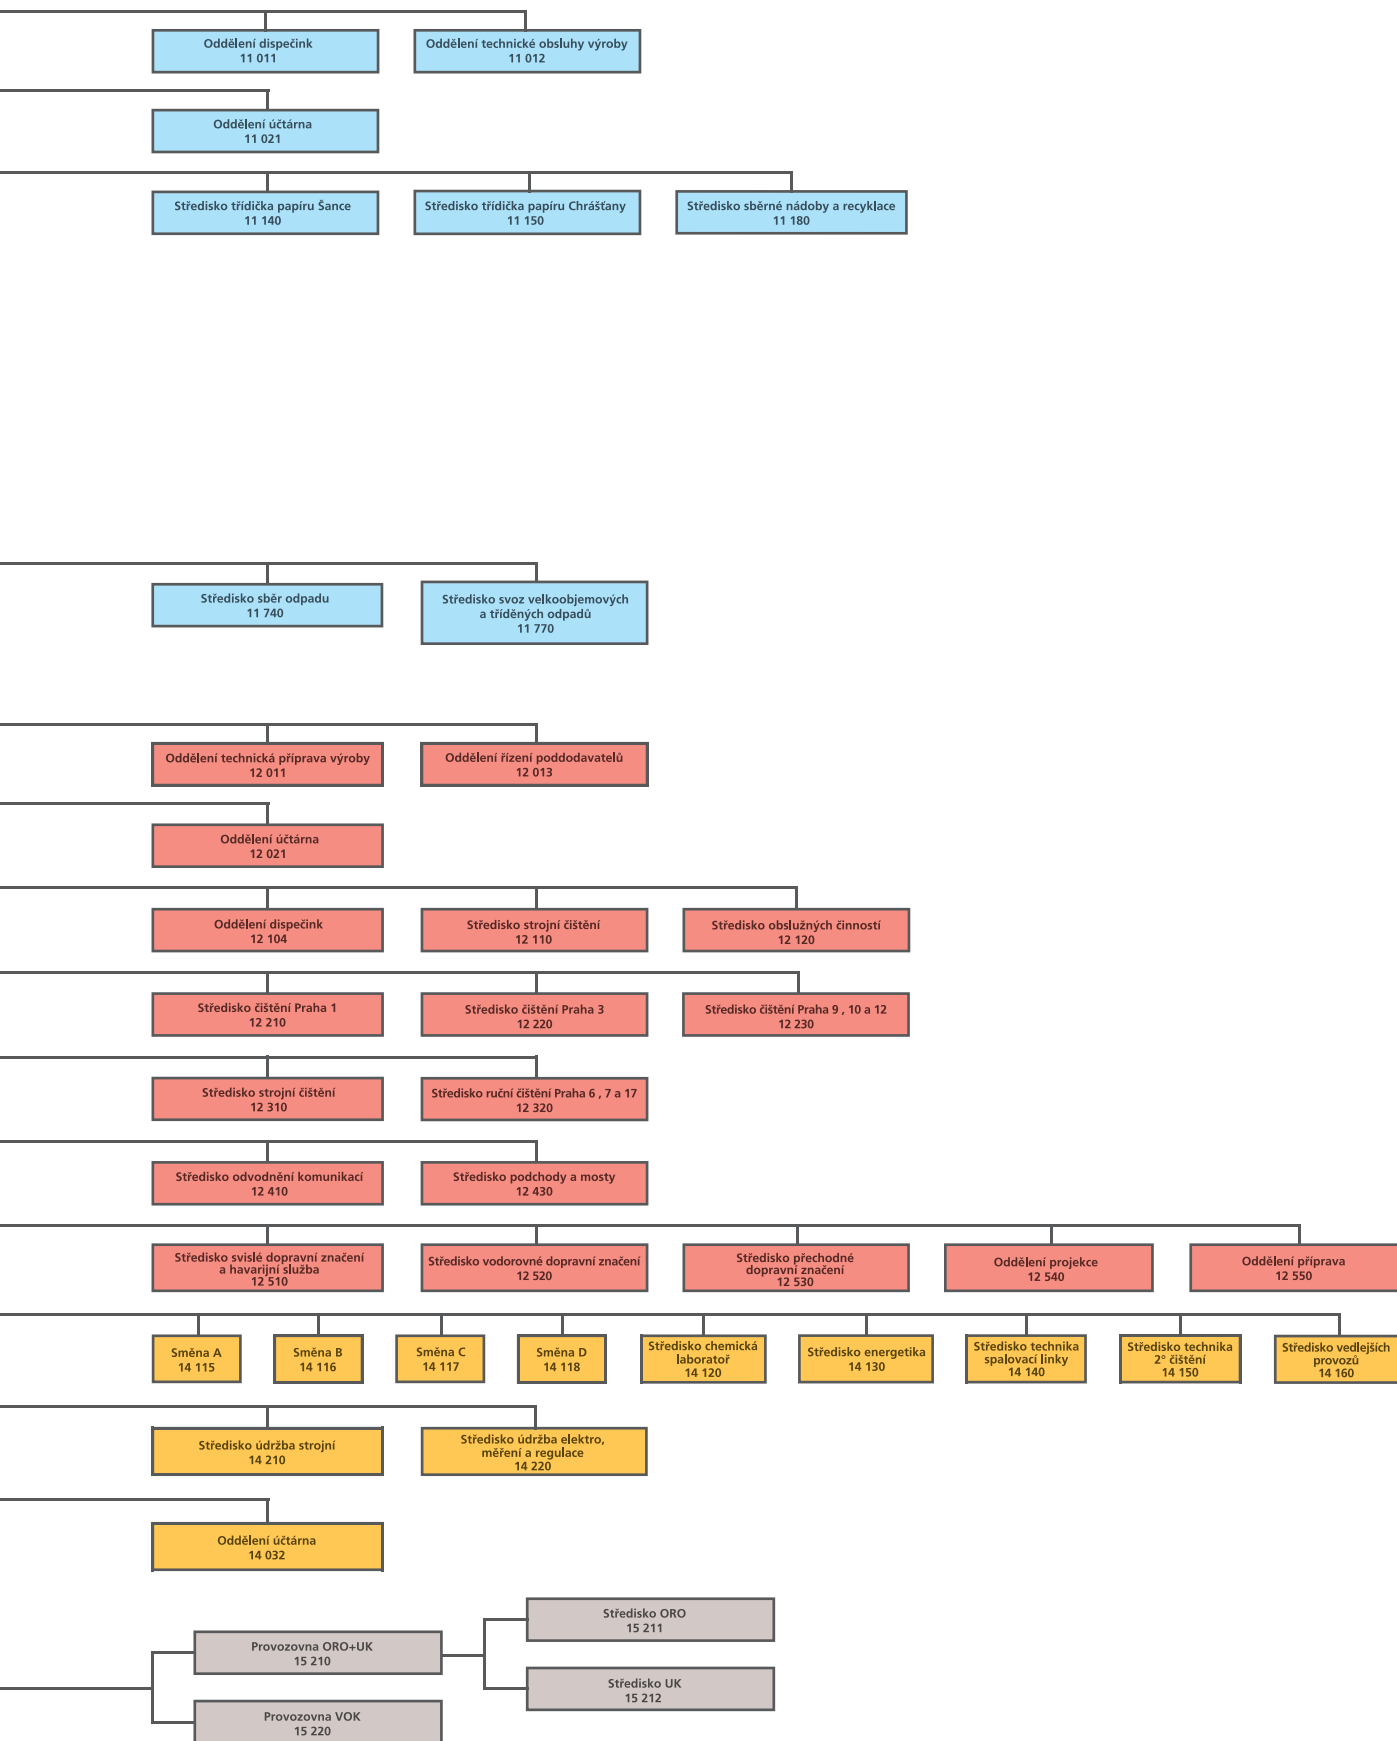 Oddělení dispečink
11 011
Oddělení technické obsluhy výroby
11 012
Oddělení účtárna
11 021
Středisko třídička papíru Šance
11 140
Středisko třídička papíru Chrášťany
11 150
Středisko sběrné nádoby a recyklace
11 180
Středisko sběr odpadu
11 740
Středisko svoz velkoobjemových
a tříděných odpadů
11 770
Oddělení technická příprava výroby
12 011
Oddělení řízení poddodavatelů
12 013
Oddělení účtárna
12 021
Oddělení dispečink
12 104
Středisko strojní čištění
12 110
Středisko obslužných činností
12 120
Středisko čištění Praha 1
12 210
Středisko čištění Praha 3
12 220
Středisko čištění Praha 9 , 10 a 12
12 230
Středisko strojní čištění
12 310
Středisko ruční čištění Praha 6 , 7 a 17
12 320
Středisko odvodnění komunikací
12 410
Středisko podchody a mosty
12 430
Středisko svislé dopravní značení
a havarijní služba
12 510
Středisko vodorovné dopravní značení
12 520
Středisko přechodné
dopravní značení
12 530
Oddělení projekce
12 540
Oddělení příprava
12 550
Směna A
14 115
Směna B
14 116
Směna C
14 117
Směna D
14 118
Středisko chemická
laboratoř
14 120
Středisko energetika
14 130
Středisko technika
spalovací linky
14 140
Středisko technika
2° čištění
14 150
Středisko vedlejších
provozů
14 160
Středisko údržba strojní
14 210
Středisko údržba elektro,
měření a regulace
14 220
Oddělení účtárna
14 032
Středisko ORO
15 211
Provozovna ORO+UK
15 210
Středisko UK
15 212
Provozovna VOK
15 220